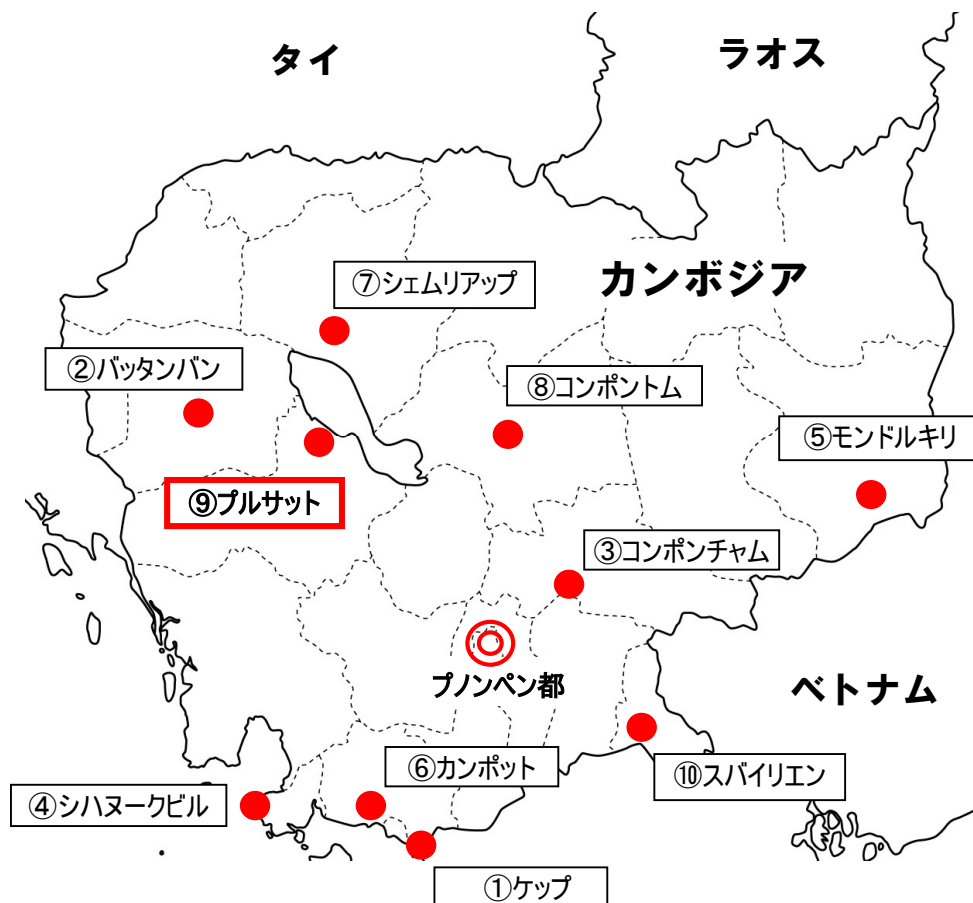 タイ
ラオス
カンボジア
⑦シェムリアップ
②バッタンバン
⑧コンポントム
⑤モンドルキリ
⑨プルサット
③コンポンチャム
プノンペン都
ベトナム
⑥カンポット
⑩スバイリエン
④シハヌークビル
①ケップ